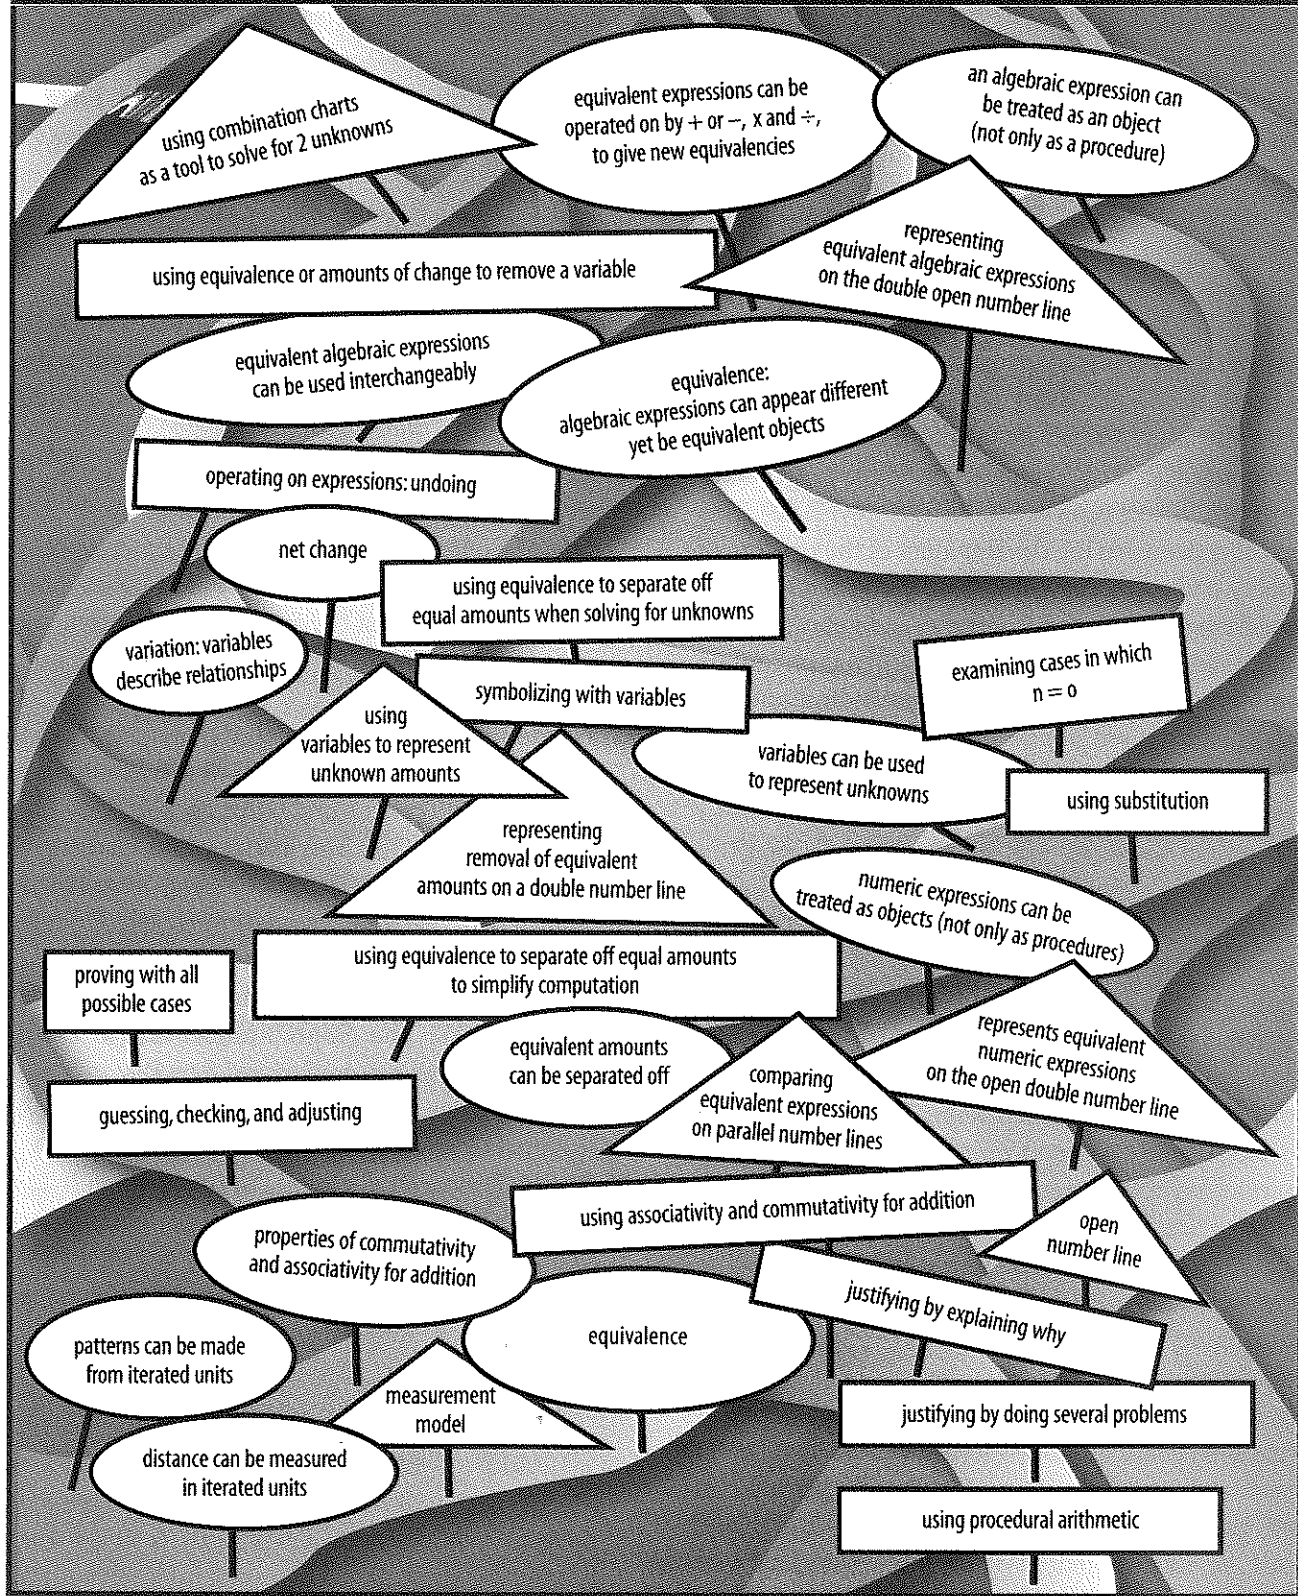 using combination charts
as a tool to solve for 2 unknowns
equivalent expressions can be
operated on by + or –, x and ÷,
to give new equivalencies
an algebraic expression can
be treated as an object
(not only as a procedure)
using equivalence or amounts of change to remove a variable
representing
equivalent algebraic expressions
on the double open number line
equivalent algebraic expressions
can be used interchangeably
equivalence:
algebraic expressions can appear different
yet be equivalent objects
operating on expressions: undoing
net change
using equivalence to separate off
equal amounts when solving for unknowns
variation: variables
describe relationships
examining cases in which
n = o
symbolizing with variables
using
variables to represent
unknown amounts
variables can be used
to represent unknowns
using substitution
representing
removal of equivalent
amounts on a double number line
numeric expressions can be
treated as objects (not only as procedures)
using equivalence to separate off equal amounts
to simplify computation
proving with all
possible cases
represents equivalent
numeric expressions
on the open double number line
equivalent amounts
can be separated off
comparing
equivalent expressions
on parallel number lines
guessing, checking, and adjusting
using associativity and commutativity for addition
open
number line
properties of commutativity
and associativity for addition
justifying by explaining why
equivalence
patterns can be made
from iterated units
measurement
model
justifying by doing several problems
distance can be measured
in iterated units
using procedural arithmetic